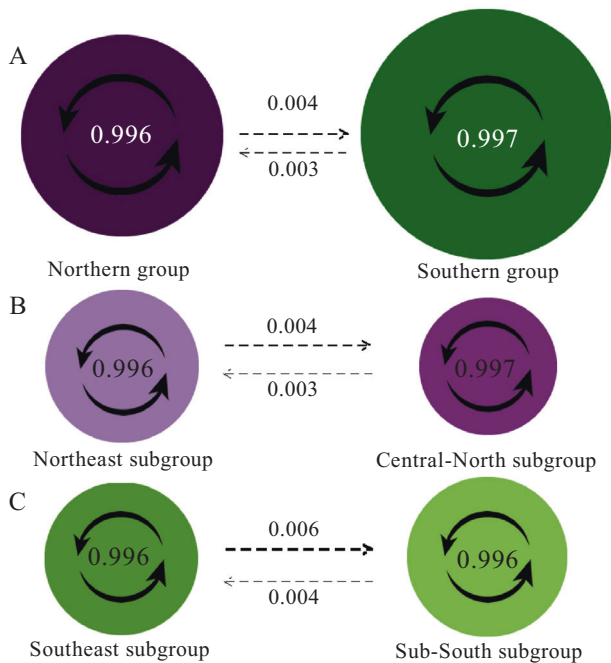 A
0.996
0.004
0.003
0.997
Northern group
Southern group
B
0.996
0.004
0.003
0.997
Northeast subgroup
Central-North subgroup
C
0.996
0.006
0.004
0.996
Southeast subgroup
Sub-South subgroup